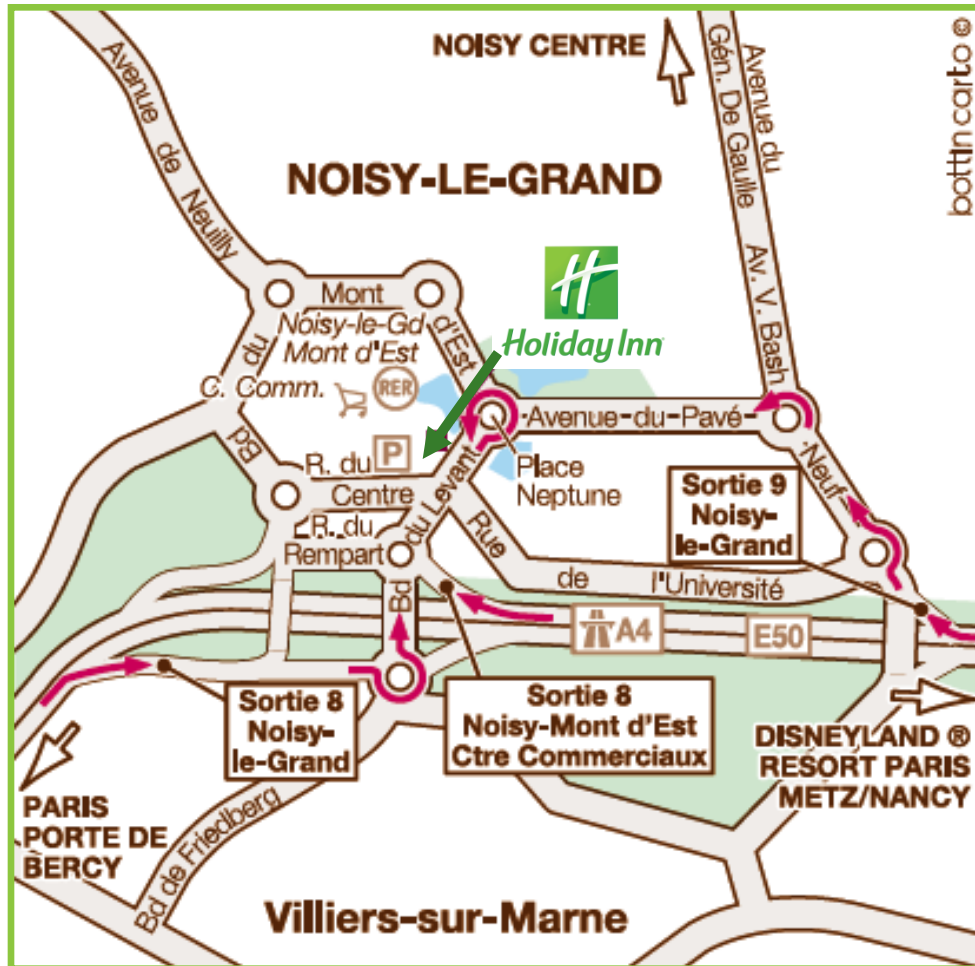 NOISY CENTRE
Avenue du
Gén. De Gaulle
Av. V. Bash
bottin carto ©
Avenue de Neuilly
NOISY-LE-GRAND
Holiday Inn
Mont
d'Est
Noisy-le-Gd
Mont d'Est
C. Comm.
RER
Bd du
Avenue-du-Pavé-
Neuf
P
R. du
Centre
R. du
Rempart
Bd
du Levant
Place
Neptune
Rue
de
l'Université
Sortie 9
Noisy-
le-Grand
A4
E50
Sortie 8
Noisy-
le-Grand
Sortie 8
Noisy-Mont d'Est
Ctre Commerciaux
DISNEYLAND ®
RESORT PARIS
METZ/NANCY
PARIS
PORTE DE
BERCY
Bd de Friedberg
Villiers-sur-Marne